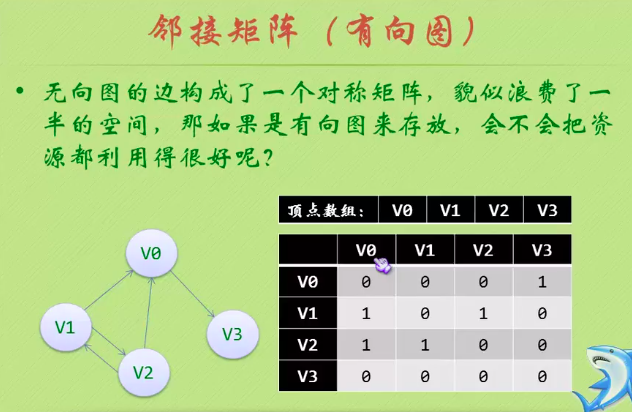 邻接矩阵（有向图）
• 无向图的边构成了一个对称矩阵，貌似浪费了一
半的空间，那如果是有向图来存放，会不会把资
源都利用得很好呢？
顶点数组： V0 V1 V2 V3
V0 V1 V2 V3
V0 0 0 0 1
V1 1 0 1 0
V2 1 1 0 0
V3 0 0 0 0
V0
V1
V3
V2